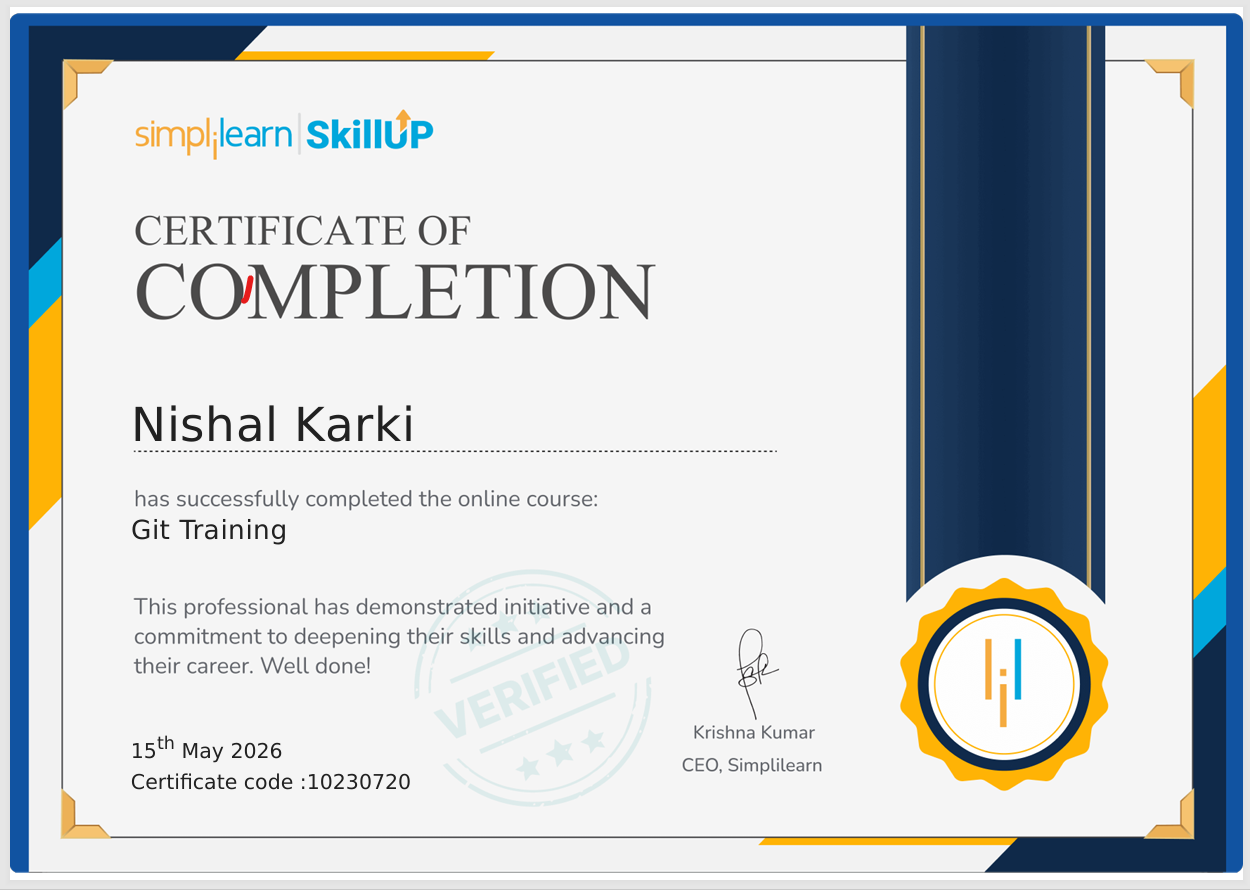 simplilearn | SkillUP
CERTIFICATE OF
COMPLETION
Nishal Karki
has successfully completed the online course:
Git Training
This professional has demonstrated initiative and a
commitment to deepening their skills and advancing
their career. Well done!
VERIFIED
Krishna Kumar
CEO, Simplilearn
15th May 2026
Certificate code :10230720